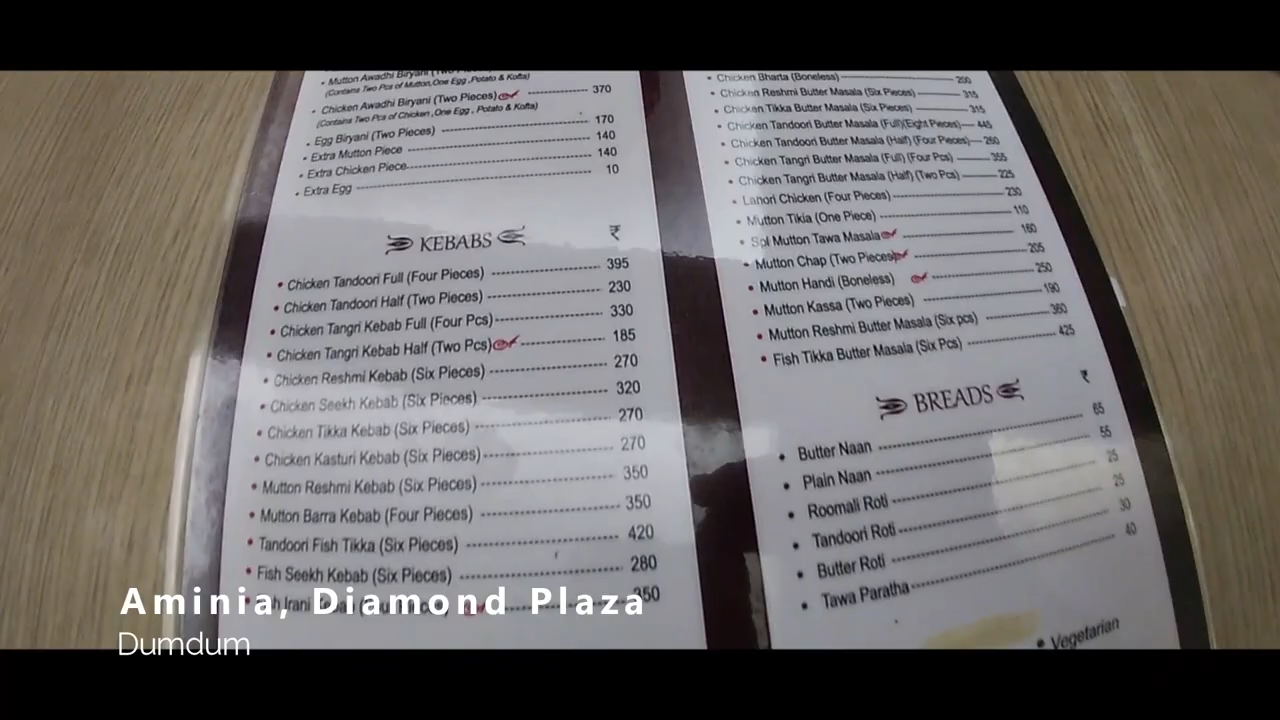 Mutton Awadhi Biryani
(Contains Two Pcs of Mutton,One Egg ,Potato & Kofta)
Chicken Awadhi Biryani (Two Pieces) 370
(Contains Two Pcs of Chicken ,One Egg , Potato & Kofta)
Egg Biryani (Two Pieces) 170
Extra Mutton Piece 140
Extra Chicken Piece 140
Extra Egg 10
KEBABS ₹
Chicken Tandoori Full (Four Pieces) 395
Chicken Tandoori Half (Two Pieces) 230
Chicken Tangri Kebab Full (Four Pcs) 330
Chicken Tangri Kebab Half (Two Pcs) 185
Chicken Reshmi Kebab (Six Pieces) 270
Chicken Seekh Kebab (Six Pieces) 320
Chicken Tikka Kebab (Six Pieces) 270
Chicken Kasturi Kebab (Six Pieces) 270
Mutton Reshmi Kebab (Six Pieces) 350
Mutton Barra Kebab (Four Pieces) 350
Tandoori Fish Tikka (Six Pieces) 420
Fish Seekh Kebab (Six Pieces) 280
Irani 350
Chicken Bharta (Boneless) 200
Chicken Reshmi Butter Masala (Six Pieces) 315
Chicken Tikka Butter Masala (Six Pieces) 315
Chicken Tandoori Butter Masala (Full)(Eight Pieces) 445
Chicken Tandoori Butter Masala (Half) (Four Pieces) 260
Chicken Tangri Butter Masala (Full) (Four Pcs) 355
Chicken Tangri Butter Masala (Half) (Two Pcs) 225
Lahori Chicken (Four Pieces) 230
Mutton Tikia (One Piece) 110
Spl Mutton Tawa Masala 160
Mutton Chap (Two Pieces) 205
Mutton Handi (Boneless) 250
Mutton Kassa (Two Pieces) 190
Mutton Reshmi Butter Masala (Six pcs) 360
Fish Tikka Butter Masala (Six Pcs) 425
BREADS ₹
Butter Naan 65
Plain Naan 55
Roomali Roti 25
Tandoori Roti 25
Butter Roti 30
Tawa Paratha 40
Vegetarian
Aminia, Diamond Plaza
Dumdum